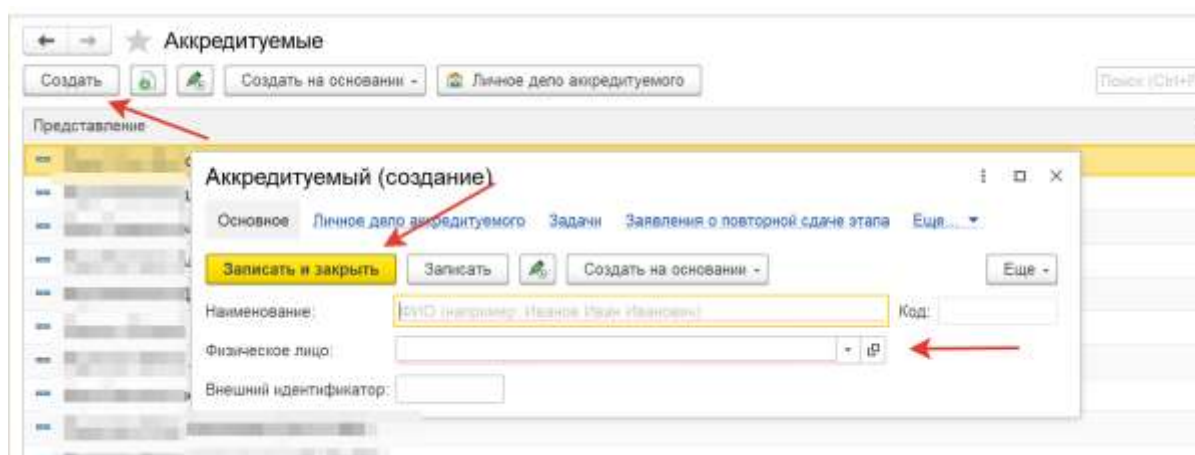 Аккредитуемые
Создать Создать на основании Личное дело аккредитуемого Поиск (Ctrl+F
Представление
Аккредитуемый (создание)
Основное Личное дело аккредитуемого Задачи Заявления о повторной сдаче этапа Еще...
Записать и закрыть Записать Создать на основании Еще
Наименование: ФИО (например, Иванов Иван Иванович) Код:
Физическое лицо:
Внешний идентификатор: